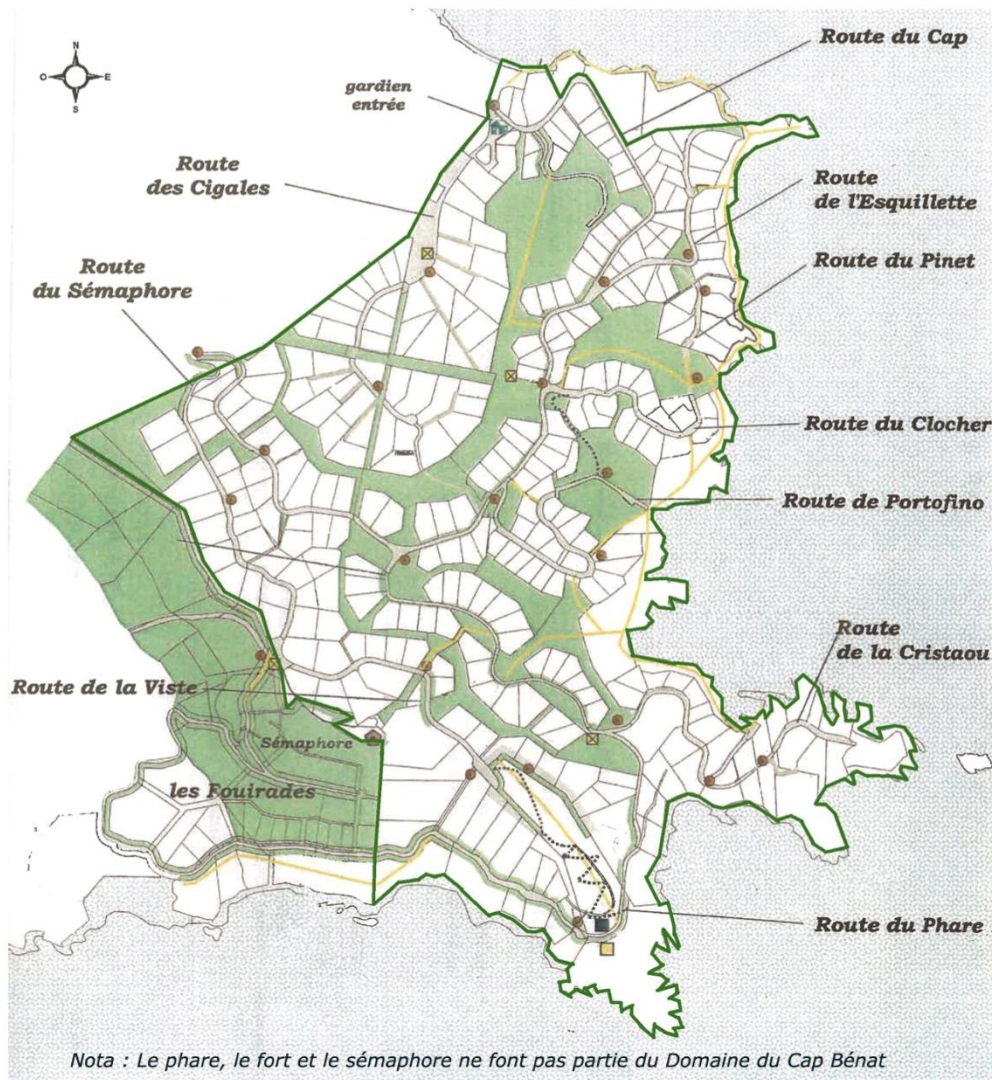 N
O
E
S
Route du Cap
gardien
entrée
Route
des Cigales
Route
de l'Esquillette
Route
du Sémaphore
Route du Pinet
Route du Clocher
Route de Portofino
Route
de la Cristaou
Route de la Viste
Sémaphore
les Fouirades
Route du Phare
Nota : Le phare, le fort et le sémaphore ne font pas partie du Domaine du Cap Bénat